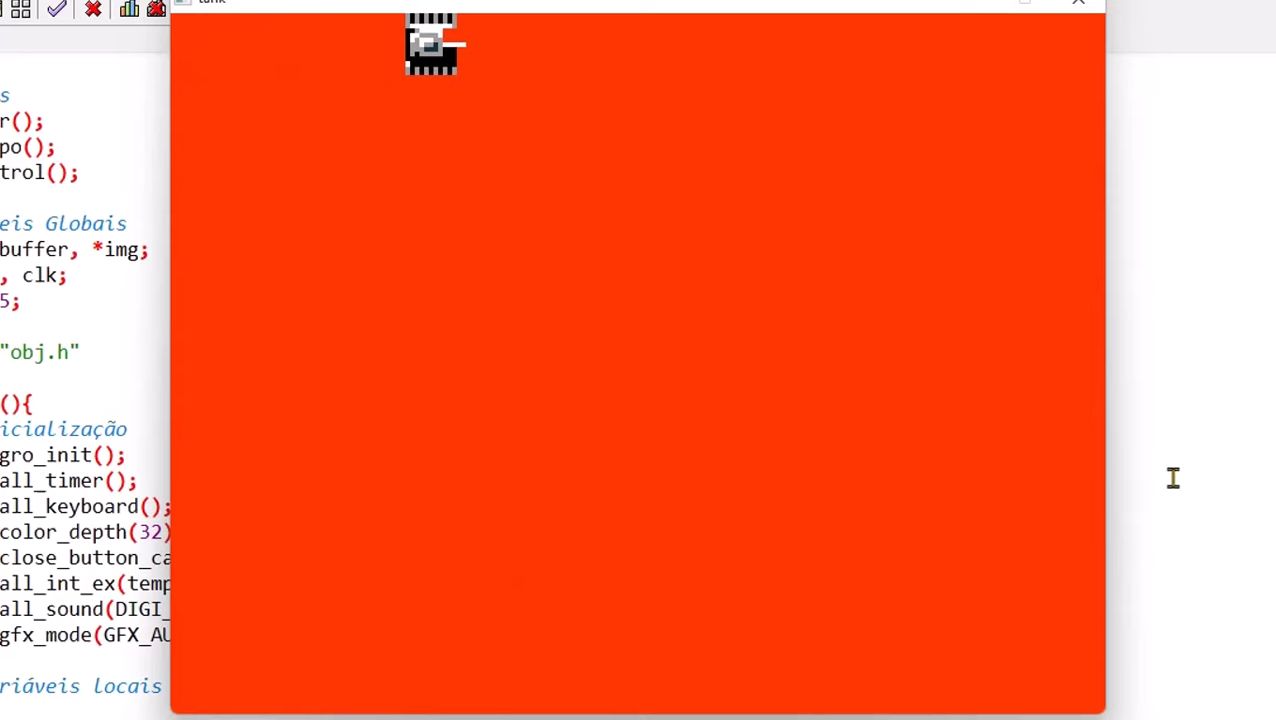 tank
s
r();
po();
trol();
eis Globais
buffer, *img;
, clk;
5;
"obj.h"
(){
icialização
gro_init();
all_timer();
all_keyboard();
color_depth(32)
close_button_ca
all_int_ex(temp
all_sound(DIGI_
gfx_mode(GFX_AU
riáveis locais